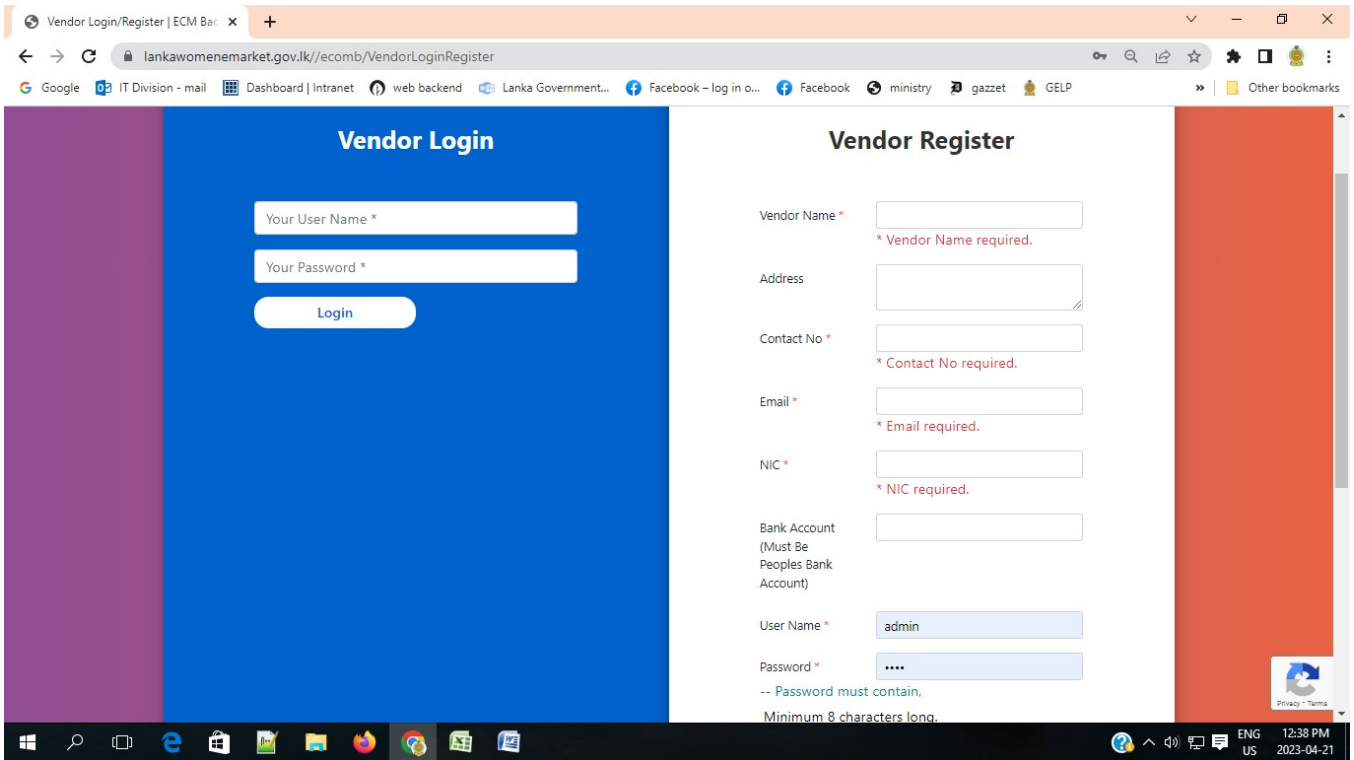 Vendor Login/Register | ECM Bac
lankawomenemarket.gov.lk//ecomb/VendorLoginRegister
Google IT Division - mail Dashboard | Intranet web backend Lanka Government... Facebook – log in o... Facebook ministry gazzet GELP » Other bookmarks
Vendor Login
Your User Name *
Your Password *
Login
Vendor Register
Vendor Name *
* Vendor Name required.
Address
Contact No *
* Contact No required.
Email *
* Email required.
NIC *
* NIC required.
Bank Account
(Must Be
Peoples Bank
Account)
User Name * admin
Password * ••••
-- Password must contain,
Minimum 8 characters long.
Privacy - Terms
ENG
US
12:38 PM
2023-04-21